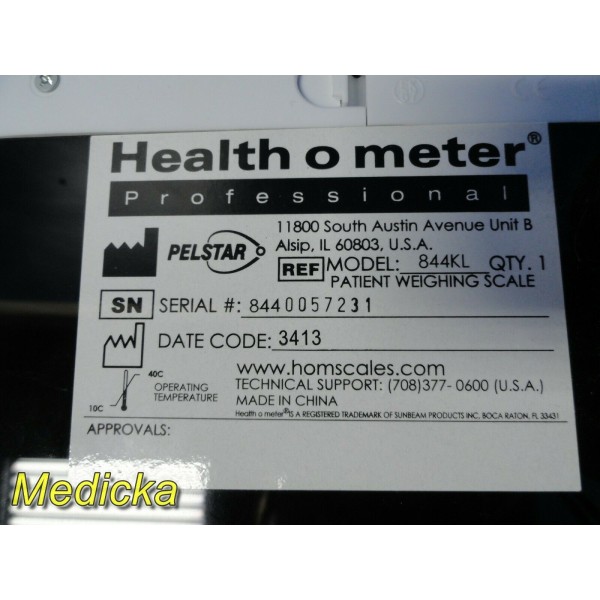 Health o meter®
Professional
PELSTAR
11800 South Austin Avenue Unit B
Alsip, IL 60803, U.S.A.
REF MODEL: 844KL QTY. 1
PATIENT WEIGHING SCALE
SN SERIAL #: 8440057231
DATE CODE: 3413
40C
10C
OPERATING
TEMPERATURE
www.homscales.com
TECHNICAL SUPPORT: (708)377-0600 (U.S.A.)
MADE IN CHINA
Health o meter® IS A REGISTERED TRADEMARK OF SUNBEAM PRODUCTS INC, BOCA RATON, FL 33431
APPROVALS:
Medicka